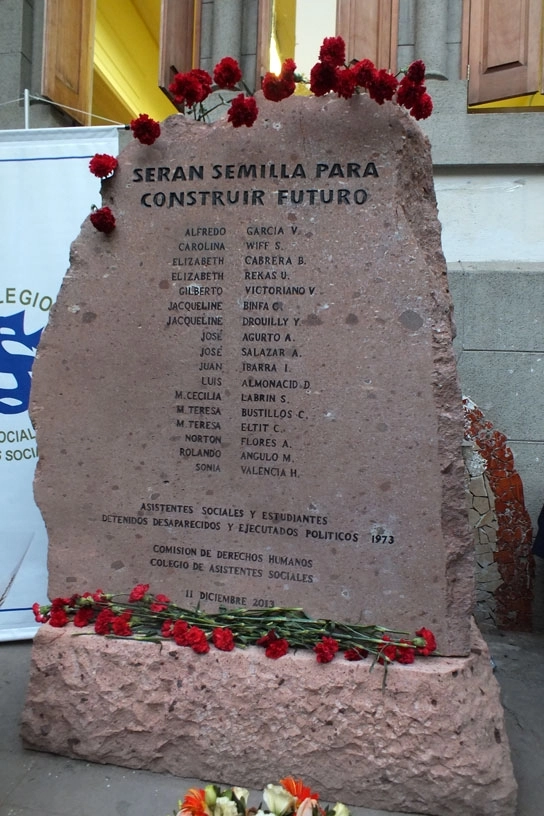 SERAN SEMILLA PARA
CONSTRUIR FUTURO
ALFREDO GARCIA V.
CAROLINA WIFF S.
ELIZABETH CABRERA B.
ELIZABETH REKAS U.
GILBERTO VICTORIANO V.
JACQUELINE BINFA C.
JACQUELINE DROUILLY Y.
JOSÉ AGURTO A.
JOSÉ SALAZAR A.
JUAN IBARRA I.
LUIS ALMONACID D
M. CECILIA LABRIN S.
M. TERESA BUSTILLOS C.
M. TERESA ELTIT C.
NORTON FLORES A.
ROLANDO ANGULO M.
SONIA VALENCIA H.
ASISTENTES SOCIALES Y ESTUDIANTES
DETENIDOS DESAPARECIDOS Y EJECUTADOS POLITICOS 1973
COMISION DE DERECHOS HUMANOS
COLEGIO DE ASISTENTES SOCIALES
11 DICIEMBRE 2013
LEGIO
SOCIAL
S SOCI